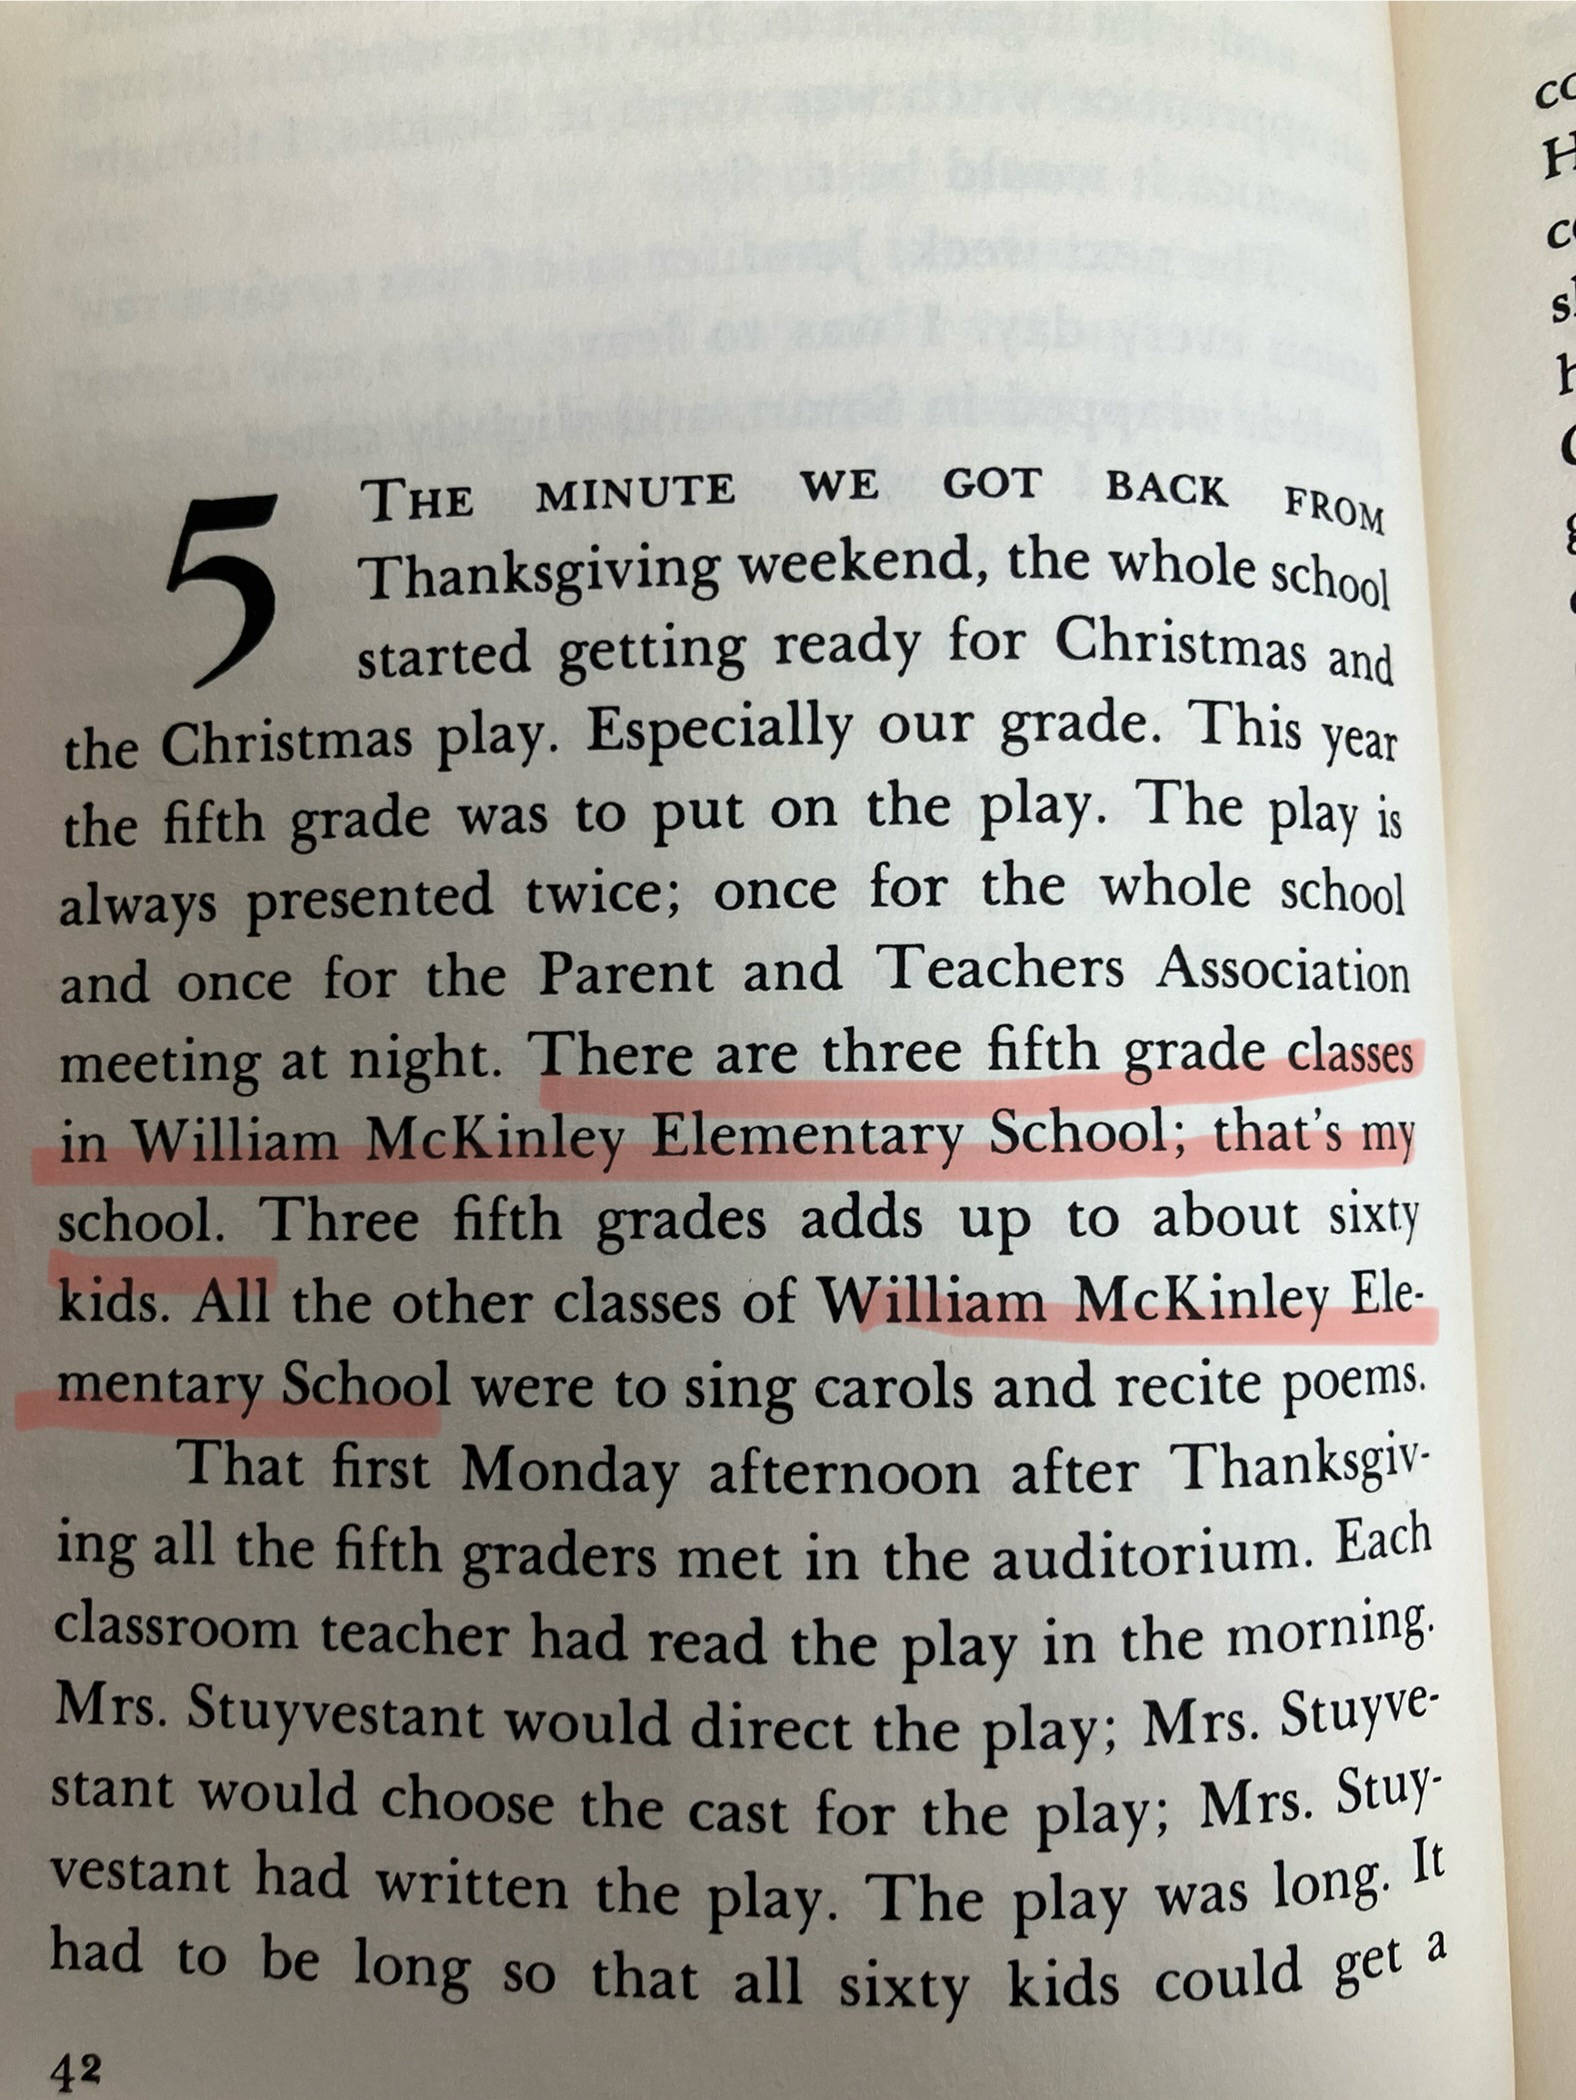 5
THE MINUTE WE GOT BACK FROM
Thanksgiving weekend, the whole school
started getting ready for Christmas and
the Christmas play. Especially our grade. This year
the fifth grade was to put on the play. The play is
always presented twice; once for the whole school
and once for the Parent and Teachers Association
meeting at night. There are three fifth grade classes
in William McKinley Elementary School; that's my
school. Three fifth grades adds up to about sixty
kids. All the other classes of William McKinley Ele-
mentary School were to sing carols and recite poems.
That first Monday afternoon after Thanksgiv-
ing all the fifth graders met in the auditorium. Each
classroom teacher had read the play in the morning.
Mrs. Stuyvestant would direct the play; Mrs. Stuyve-
stant would choose the cast for the play; Mrs. Stuy-
vestant had written the play. The play was long. It
had to be long so that all sixty kids could get a
42